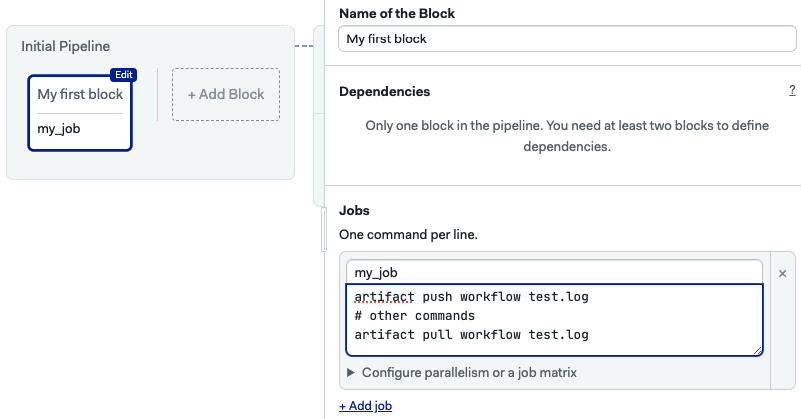 Initial Pipeline
Edit
My first block
my_job
+ Add Block
Name of the Block
My first block
Dependencies
?
Only one block in the pipeline. You need at least two blocks to define
dependencies.
Jobs
One command per line.
my_job
×
artifact push workflow test.log
# other commands
artifact pull workflow test.log
▶ Configure parallelism or a job matrix
+ Add job